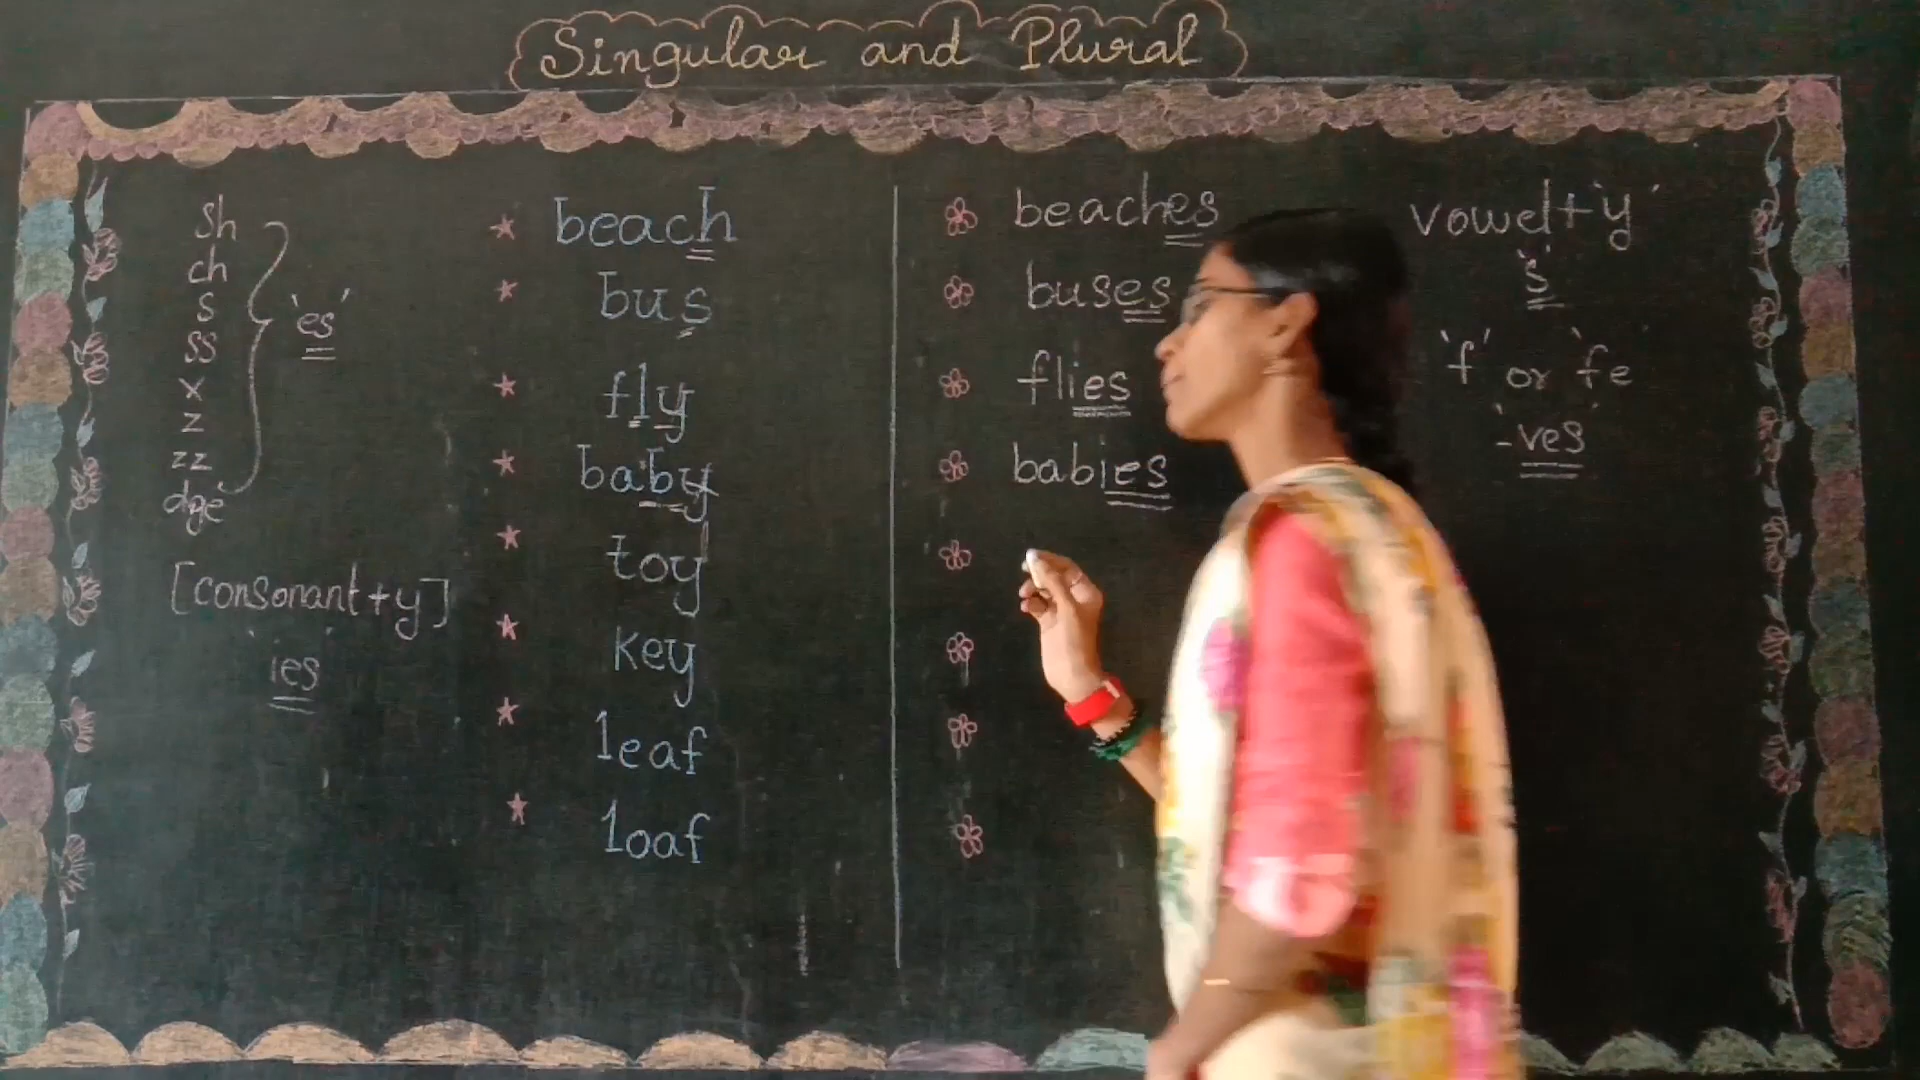 Singular and Plural
sh
ch
s
ss
x
z
zz
dge
'es'
[consonant+y]
'ies'
beach
bus
fly
baby
toy
key
leaf
loaf
beaches
buses
flies
babies
vowel+'y'
's'
'f' or 'fe
'-ves'